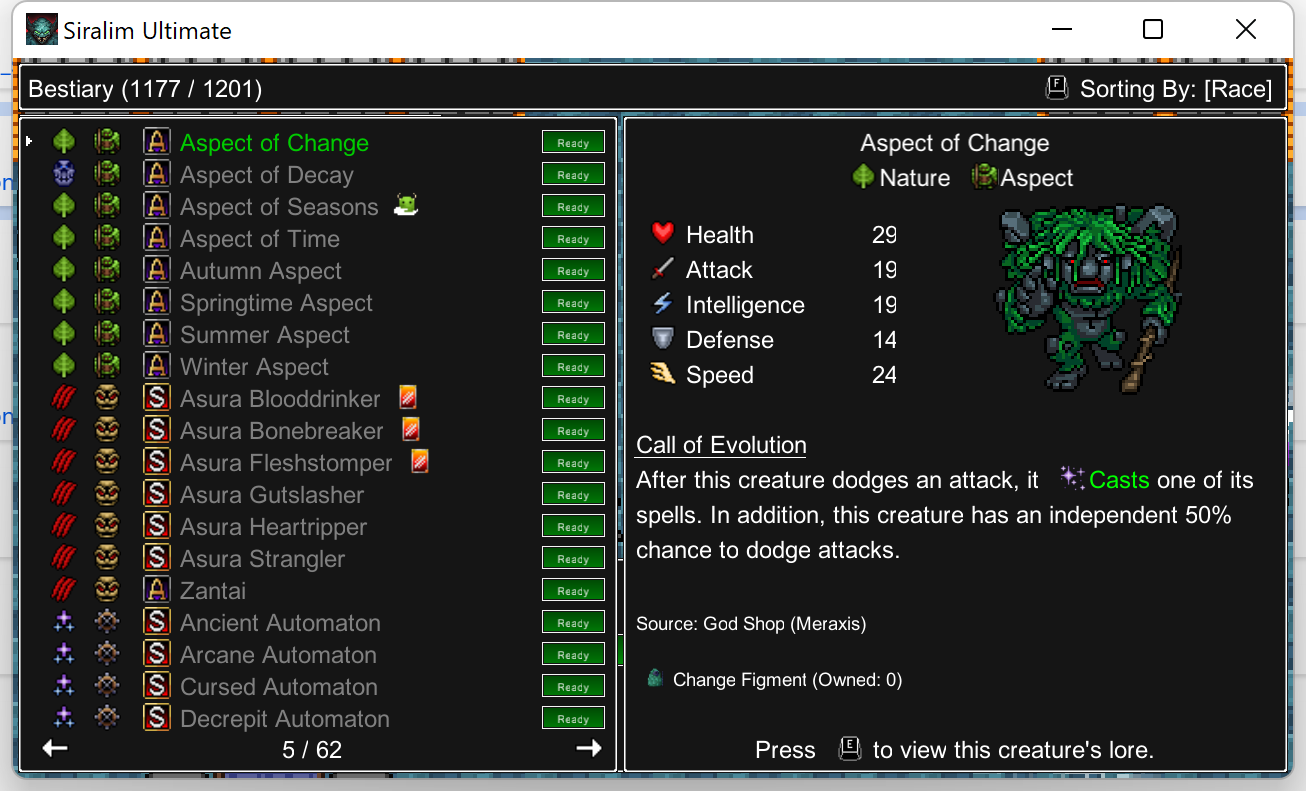 Siralim Ultimate
Bestiary (1177 / 1201)
F Sorting By: [Race]
A Aspect of Change Ready
A Aspect of Decay Ready
A Aspect of Seasons Ready
A Aspect of Time Ready
A Autumn Aspect Ready
A Springtime Aspect Ready
A Summer Aspect Ready
A Winter Aspect Ready
S Asura Blooddrinker Ready
S Asura Bonebreaker Ready
S Asura Fleshstomper Ready
S Asura Gutslasher Ready
S Asura Heartripper Ready
S Asura Strangler Ready
A Zantai Ready
S Ancient Automaton Ready
S Arcane Automaton Ready
S Cursed Automaton Ready
S Decrepit Automaton Ready
5 / 62
Aspect of Change
Nature Aspect
Health 29
Attack 19
Intelligence 19
Defense 14
Speed 24
Call of Evolution
After this creature dodges an attack, it Casts one of its
spells. In addition, this creature has an independent 50%
chance to dodge attacks.
Source: God Shop (Meraxis)
Change Figment (Owned: 0)
Press E to view this creature's lore.